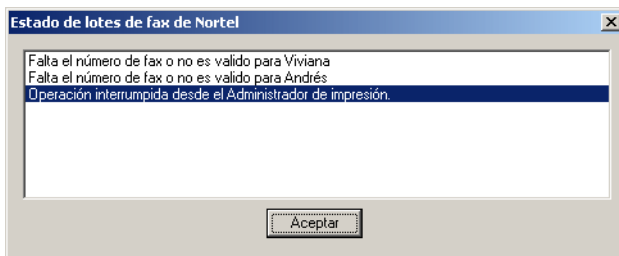 Estado de lotes de fax de Nortel
Falta el número de fax o no es valido para Viviana
Falta el número de fax o no es valido para Andrés
Operación interrumpida desde el Administrador de impresión.
Aceptar